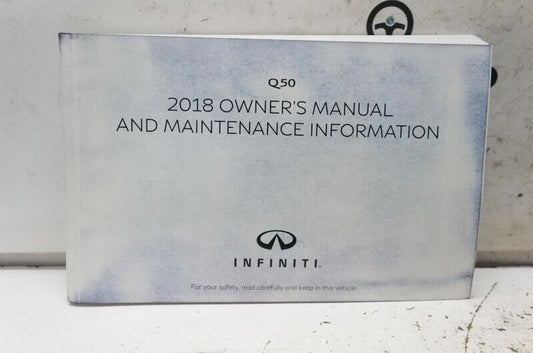 Q50
2018 OWNER'S MANUAL
AND MAINTENANCE INFORMATION
INFINITI
For your safety, read carefully and keep in this vehicle.